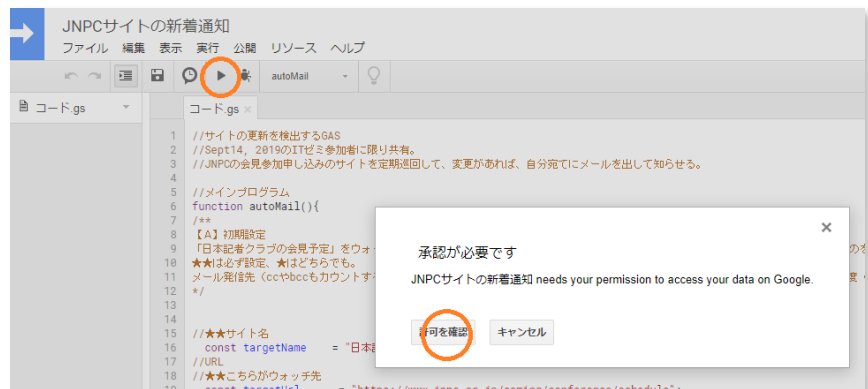 JNPCサイトの新着通知
ファイル 編集 表示 実行 公開 リソース ヘルプ
autoMail
コード.gs
コード.gs ×
1 //サイトの更新を検出するGAS
2 //Sept14, 2019のITゼミ参加者に限り共有。
3 //JNPCの会見参加申し込みのサイトを定期巡回して、変更があれば、自分宛てにメールを出して知らせる。
4
5 //メインプログラム
6 function autoMail(){
7 /**
8 【A】初期設定
9 「日本記者クラブの会見予定」をウォッ
10 ★★は必ず設定、★はどちらでも。
11 メール発信先（ccやbccもカウントす
12 */
13
14
15 //★★サイト名
16 const targetName = "日本
17 //URL
18 //★★こちらがウォッチ先
承認が必要です
×
JNPCサイトの新着通知 needs your permission to access your data on Google.
許可を確認 キャンセル